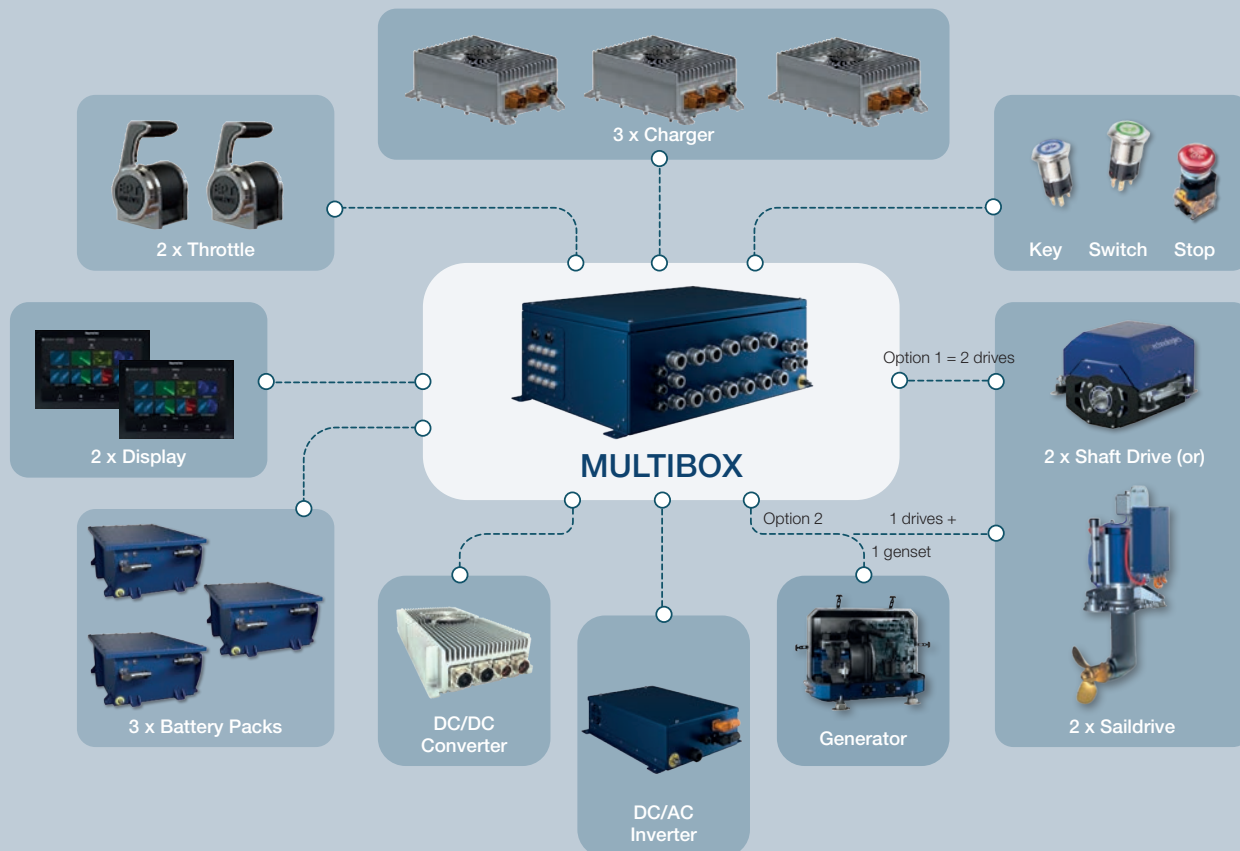 3 x Charger
2 x Throttle
Key Switch Stop
2 x Display
MULTIBOX
Option 1 = 2 drives
2 x Shaft Drive (or)
Option 2
1 drives +
1 genset
3 x Battery Packs
DC/DC
Converter
DC/AC
Inverter
Generator
2 x Saildrive